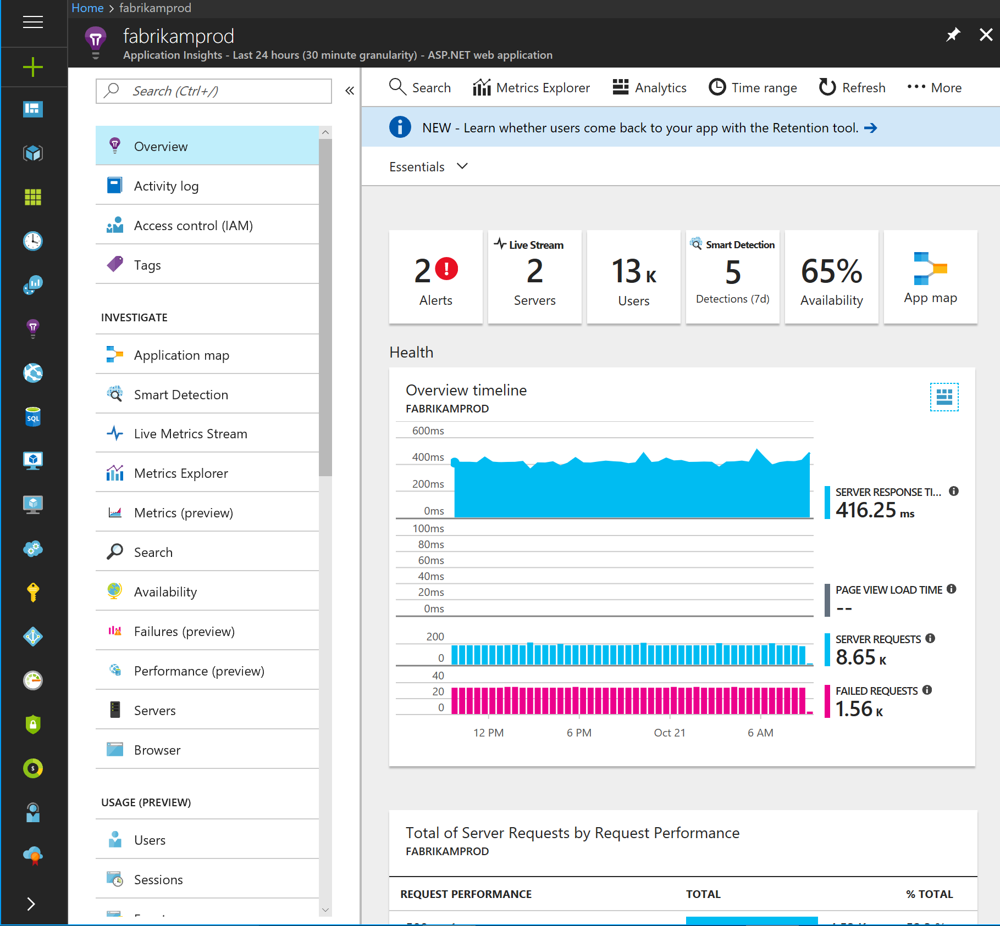 Home > fabrikamprod
fabrikamprod
Application Insights - Last 24 hours (30 minute granularity) - ASP.NET web application
Search (Ctrl+/)
Overview
Activity log
Access control (IAM)
Tags
INVESTIGATE
Application map
Smart Detection
Live Metrics Stream
Metrics Explorer
Metrics (preview)
Search
Availability
Failures (preview)
Performance (preview)
Servers
Browser
USAGE (PREVIEW)
Users
Sessions
SQL
Search
Metrics Explorer
Analytics
Time range
Refresh
More
NEW - Learn whether users come back to your app with the Retention tool.
Essentials
2
Alerts
Live Stream
2
Servers
13 K
Users
Smart Detection
5
Detections (7d)
65%
Availability
App map
Health
Overview timeline
FABRIKAMPROD
600ms
400ms
200ms
0ms
SERVER RESPONSE TI...
416.25 ms
100ms
80ms
60ms
40ms
20ms
0ms
PAGE VIEW LOAD TIME
--
200
0
SERVER REQUESTS
8.65 K
40
20
0
FAILED REQUESTS
1.56 K
12 PM
6 PM
Oct 21
6 AM
Total of Server Requests by Request Performance
FABRIKAMPROD
REQUEST PERFORMANCE
TOTAL
% TOTAL